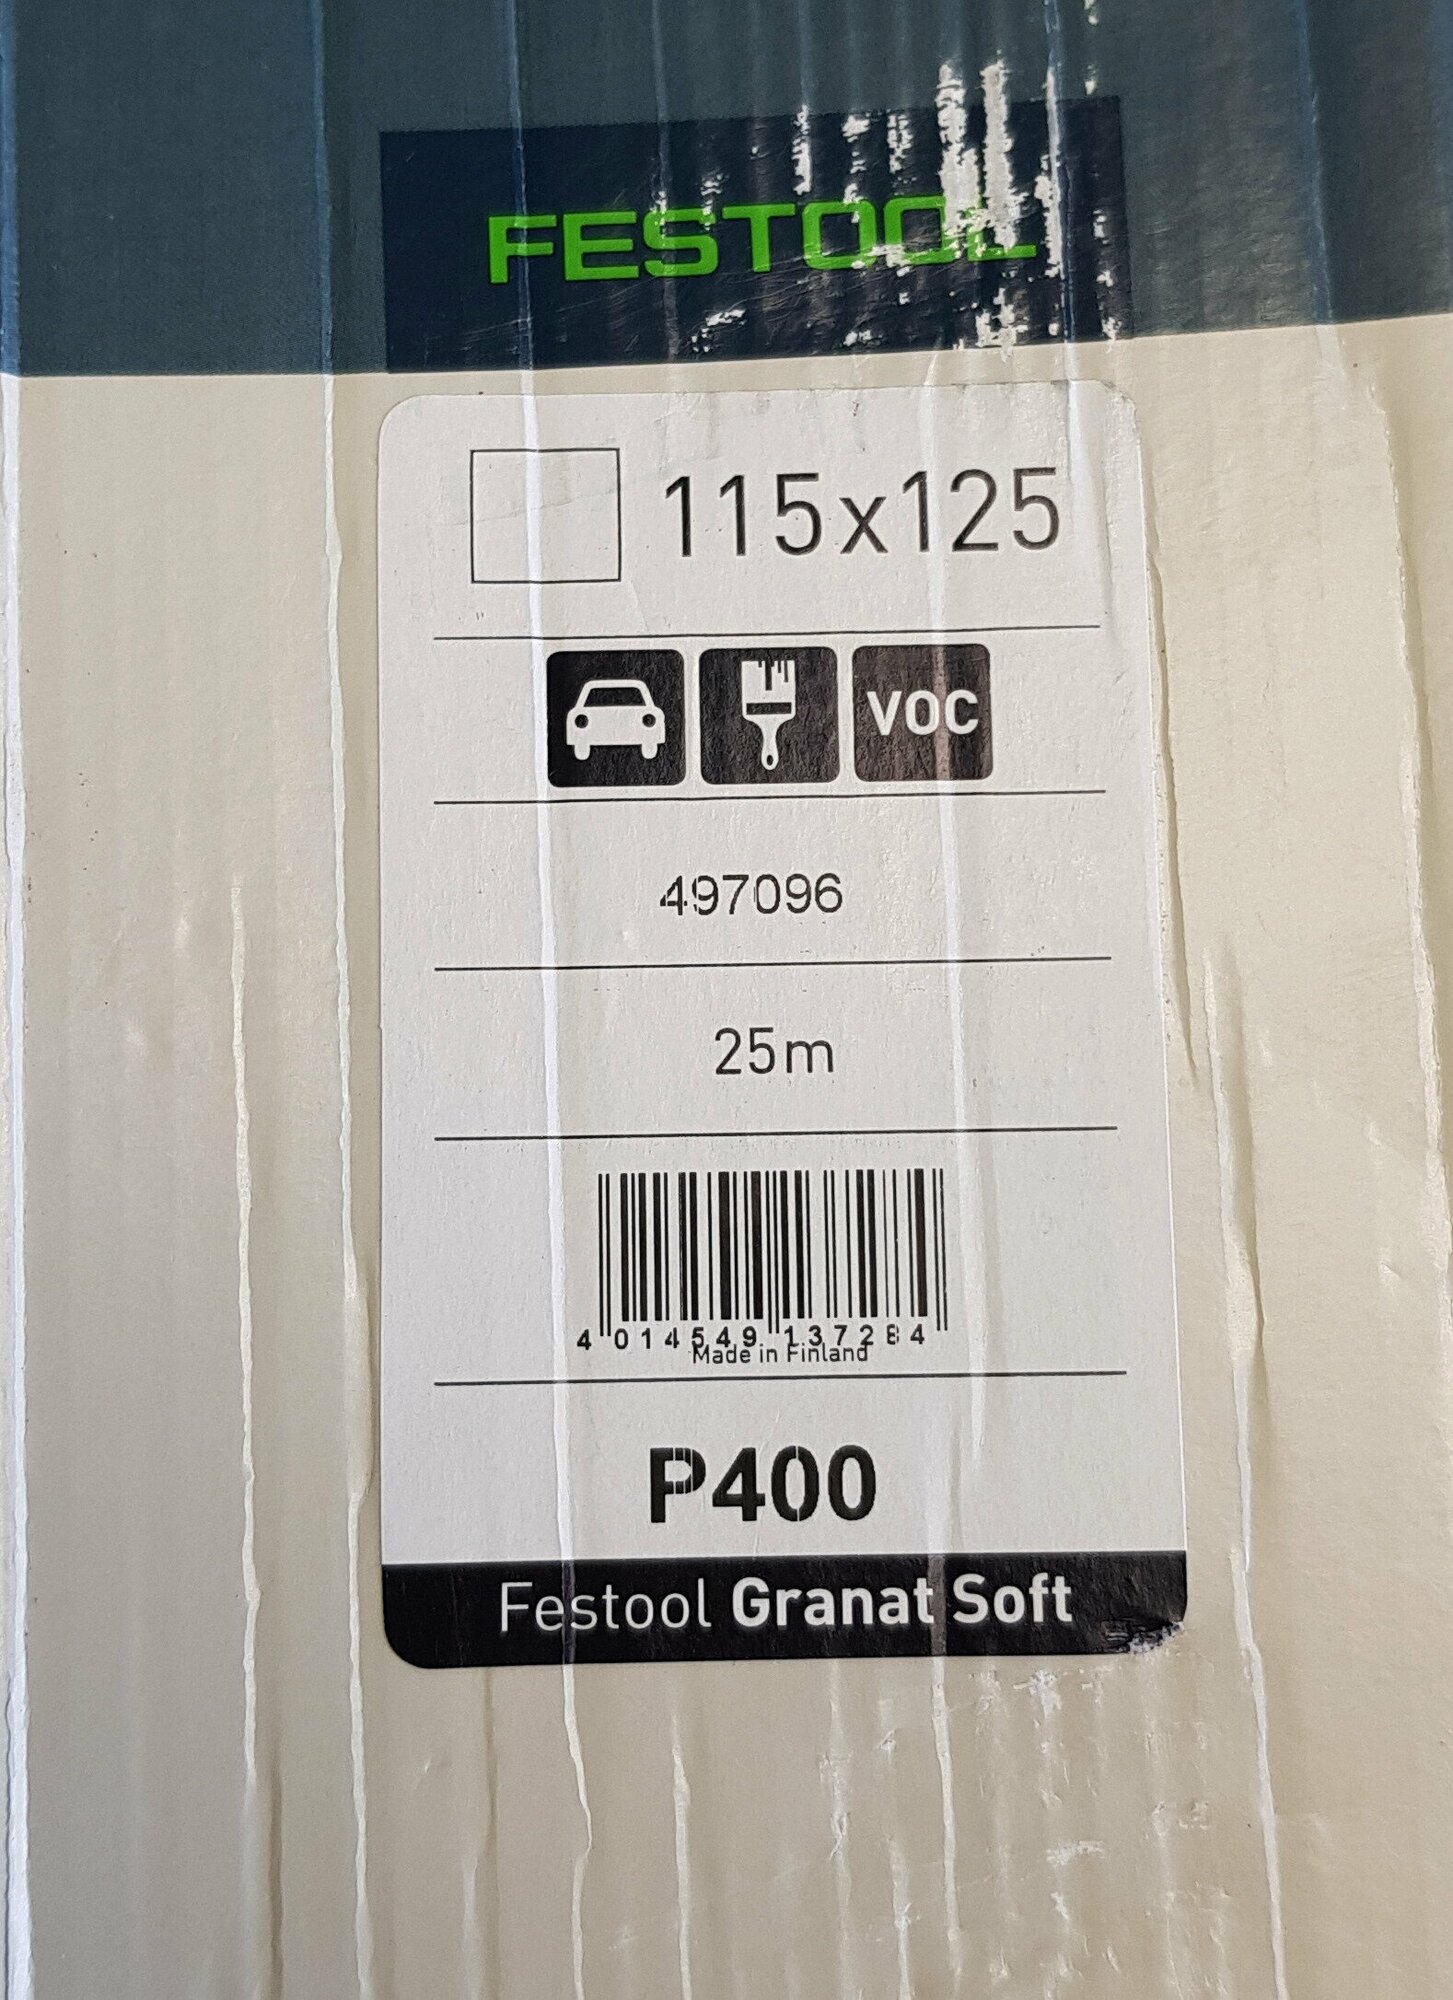 FESTOOL
115x125
VOC
497096
25m
4 014549 137284
Made in Finland
P400
Festool Granat Soft